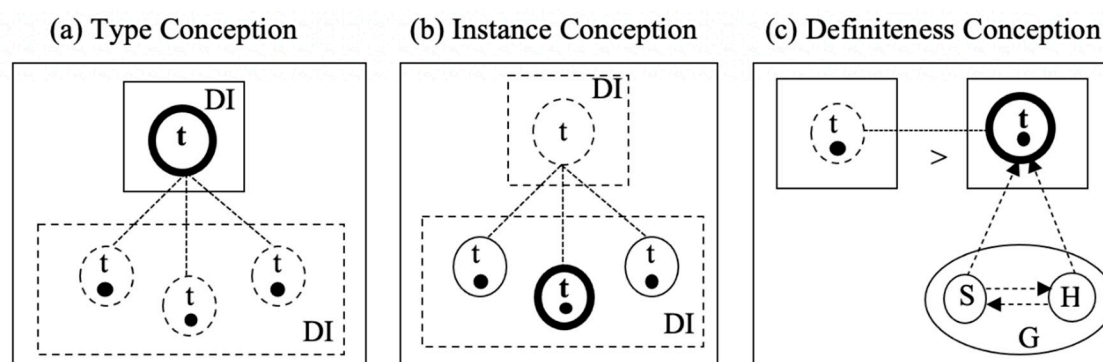 (a) Type Conception
DI
t
t
t
t
DI
(b) Instance Conception
DI
t
t
t
t
DI
(c) Definiteness Conception
t
t
>
S
H
G